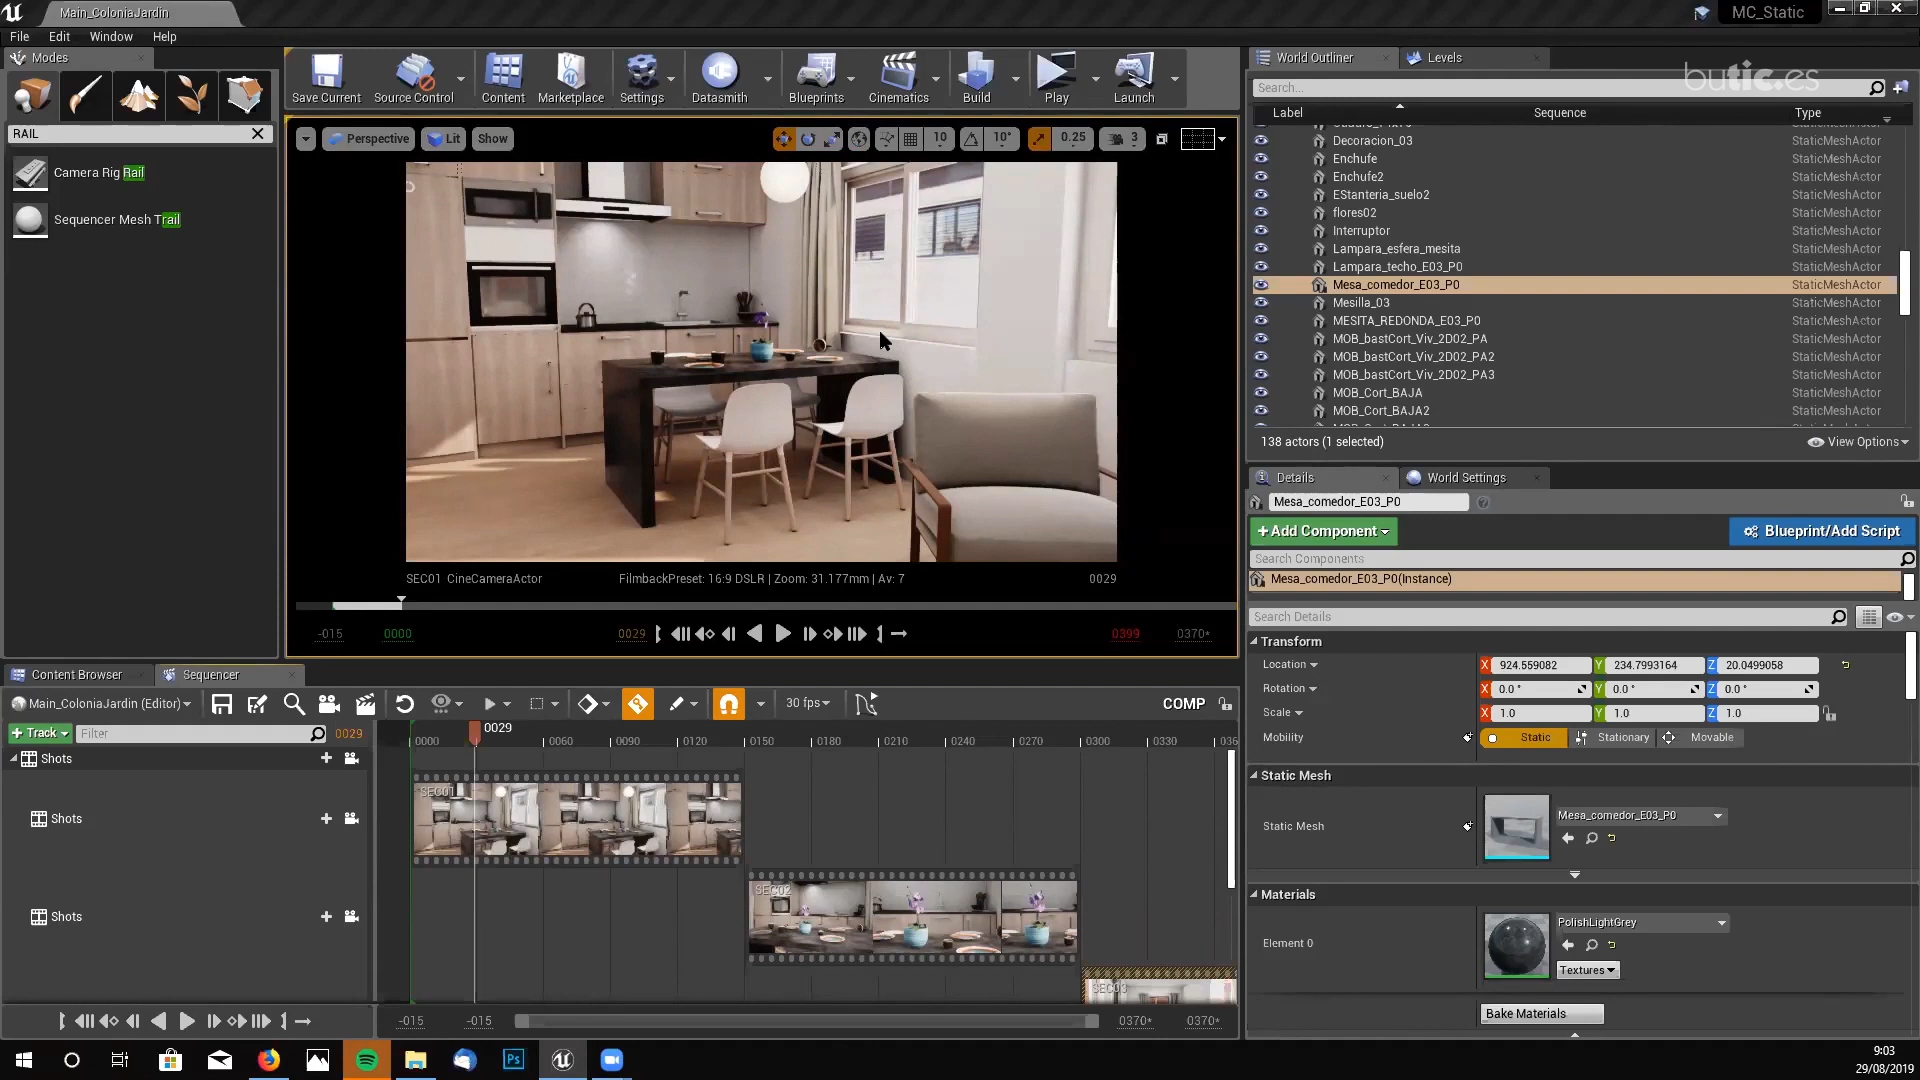 Main_ColoniaJardin
MC_Static
File Edit Window Help
Modes
RAIL
Camera Rig Rail
Sequencer Mesh Trail
Save Current
Source Control
Content
Marketplace
Settings
Datasmith
Blueprints
Cinematics
Build
Play
Launch
Perspective
Lit
Show
10
10°
0.25
3
SEC01 CineCameraActor
FilmbackPreset: 16:9 DSLR | Zoom: 31.177mm | Av: 7
0029
-015
0000
0029
0399
0370*
World Outliner
Levels
butic.es
Search...
Label Sequence Type
Decoracion_03 StaticMeshActor
Enchufe StaticMeshActor
Enchufe2 StaticMeshActor
EStanteria_suelo2 StaticMeshActor
flores02 StaticMeshActor
Interruptor StaticMeshActor
Lampara_esfera_mesita StaticMeshActor
Lampara_techo_E03_P0 StaticMeshActor
Mesa_comedor_E03_P0 StaticMeshActor
Mesilla_03 StaticMeshActor
MESITA_REDONDA_E03_P0 StaticMeshActor
MOB_bastCort_Viv_2D02_PA StaticMeshActor
MOB_bastCort_Viv_2D02_PA2 StaticMeshActor
MOB_bastCort_Viv_2D02_PA3 StaticMeshActor
MOB_Cort_BAJA StaticMeshActor
MOB_Cort_BAJA2 StaticMeshActor
138 actors (1 selected)
View Options
Details
World Settings
Mesa_comedor_E03_P0
+Add Component
Blueprint/Add Script
Search Components
Mesa_comedor_E03_P0(Instance)
Search Details
Transform
Location X 924.559082 Y 234.7993164 Z 20.0499058
Rotation X 0.0 ° Y 0.0 ° Z 0.0 °
Scale X 1.0 Y 1.0 Z 1.0
Mobility Static Stationary Movable
Static Mesh
Static Mesh
Mesa_comedor_E03_P0
Materials
Element 0
PolishLightGrey
Textures
Bake Materials
Content Browser
Sequencer
Main_ColoniaJardin (Editor)
30 fps
COMP
+ Track
Filter
0029
0029
0000 0060 0090 0120 0150 0180 0210 0240 0270 0300 0330 036
Shots
Shots
Shots
SEC01
SEC02
SEC03
-015 -015 0370* 0370*
Ps
9:03
29/08/2019